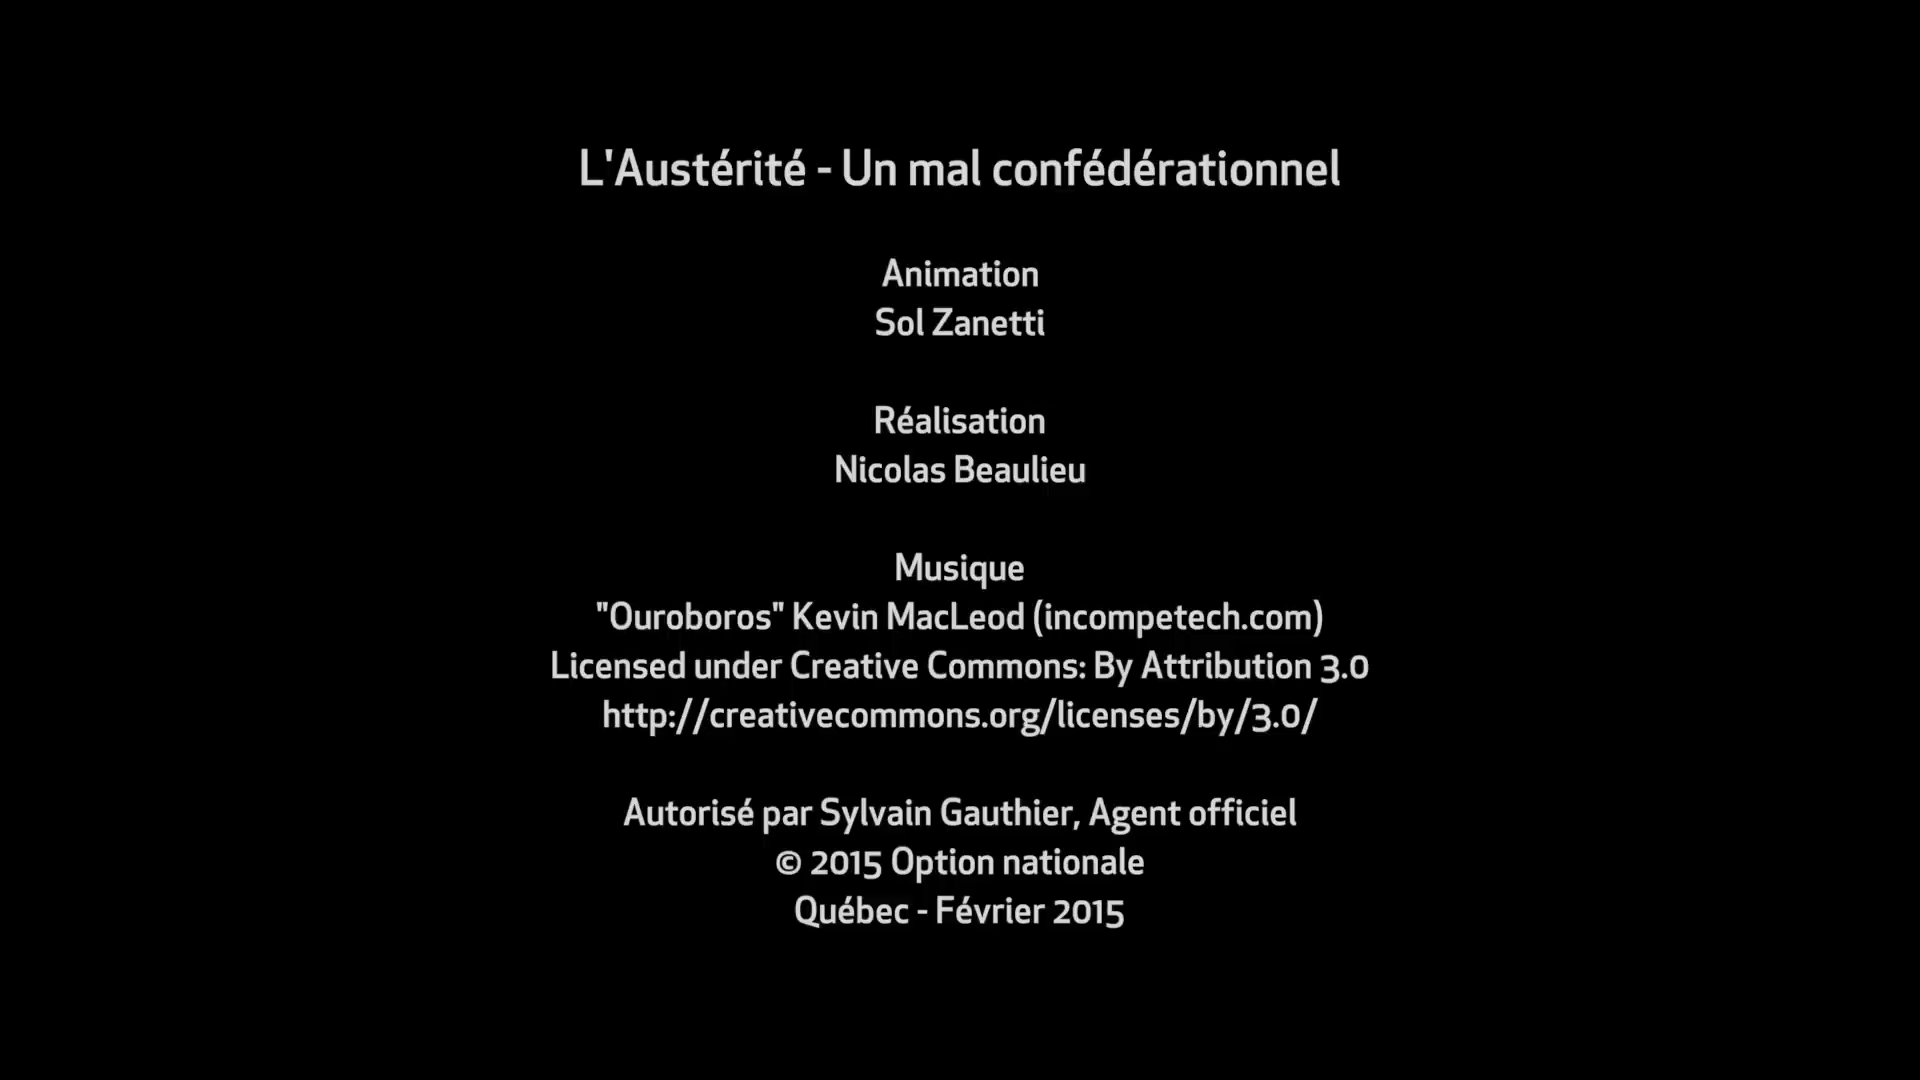 L'Austérité - Un mal confédérationnel
Animation
Sol Zanetti
Réalisation
Nicolas Beaulieu
Musique
"Ouroboros" Kevin MacLeod (incompetech.com)
Licensed under Creative Commons: By Attribution 3.0
http://creativecommons.org/licenses/by/3.0/
Autorisé par Sylvain Gauthier, Agent officiel
© 2015 Option nationale
Québec - Février 2015